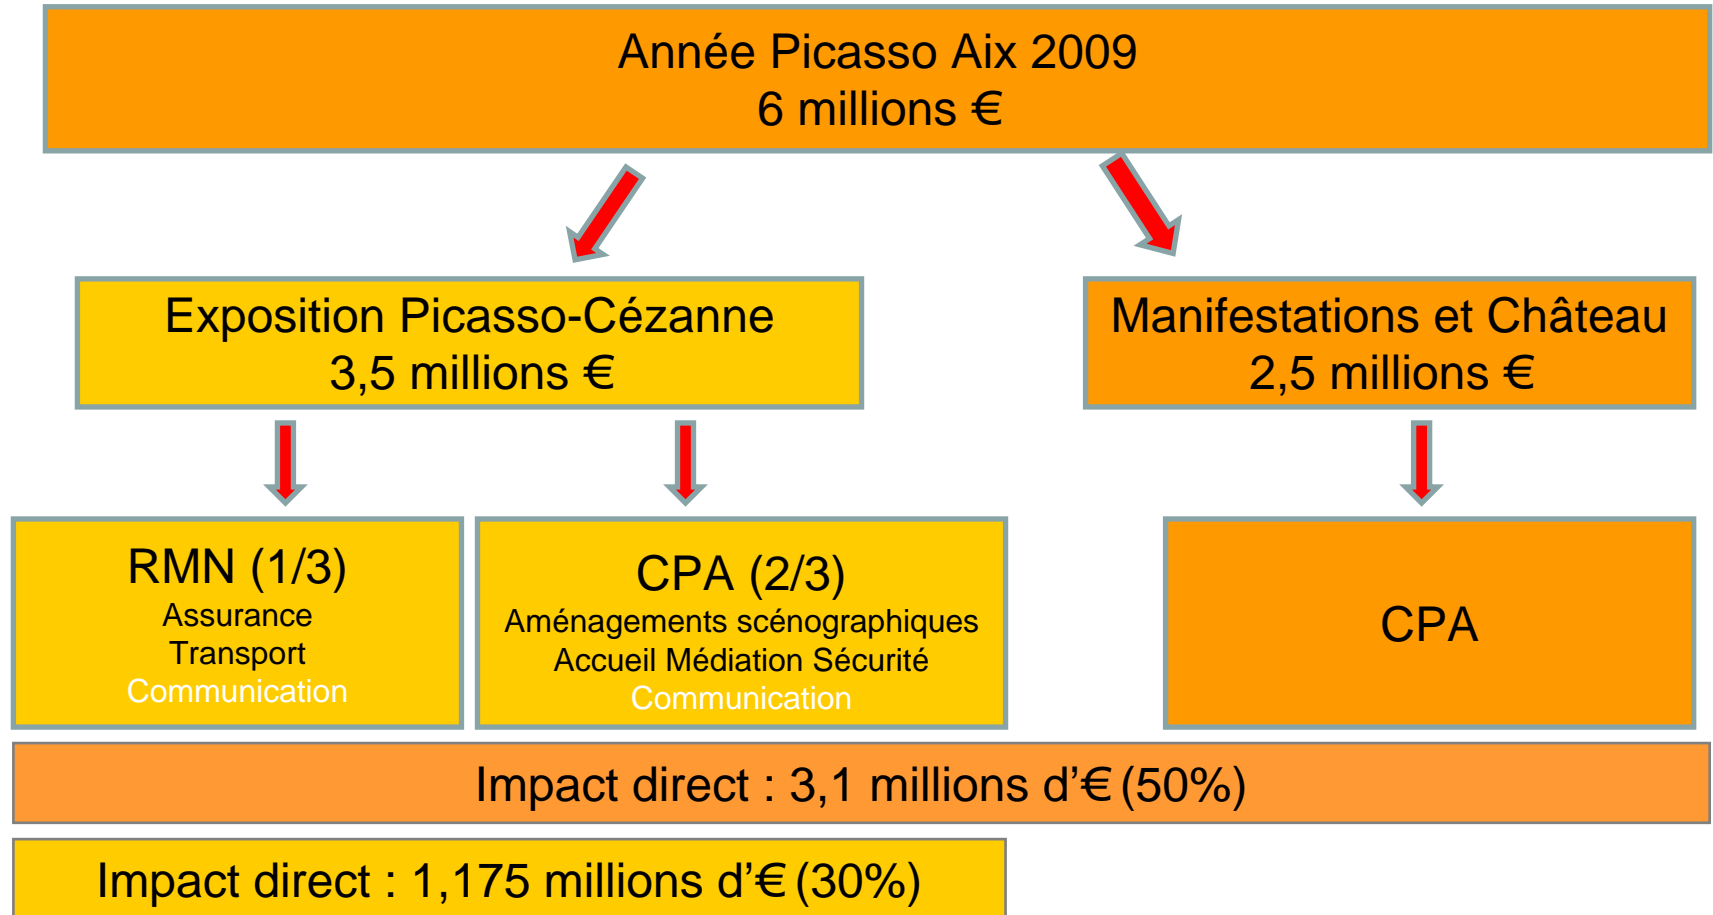 Année Picasso Aix 2009
6 millions €
Exposition Picasso-Cézanne
3,5 millions €
Manifestations et Château
2,5 millions €
RMN (1/3)
Assurance
Transport
Communication
CPA (2/3)
Aménagements scénographiques
Accueil Médiation Sécurité
Communication
CPA
Impact direct : 3,1 millions d’€ (50%)
Impact direct : 1,175 millions d’€ (30%)